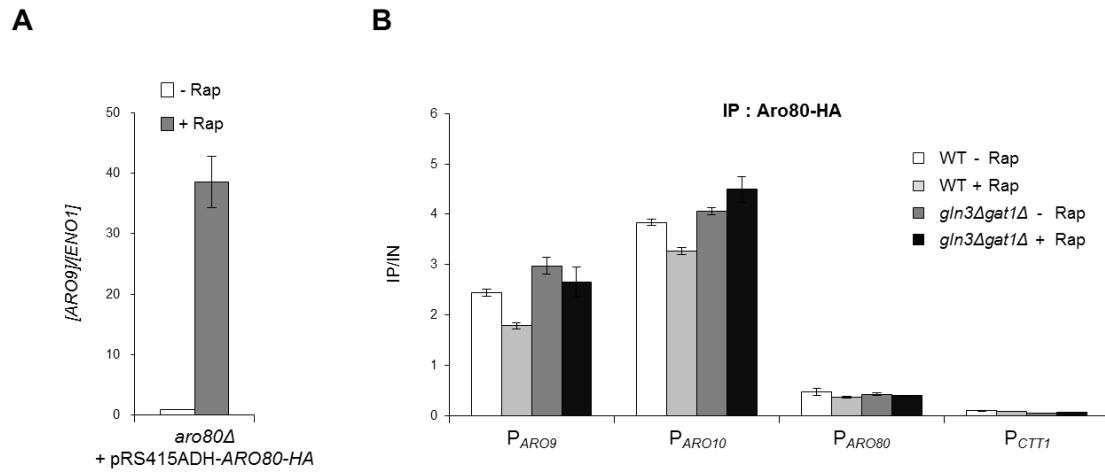 A
B
- Rap
+ Rap
50
40
30
20
10
0
[ARO9]/[ENO1]
aro80Δ
+ pRS415ADH-ARO80-HA
IP : Aro80-HA
WT - Rap
WT + Rap
gln3Δgat1Δ - Rap
gln3Δgat1Δ + Rap
6
5
4
3
2
1
0
IP/IN
PARO9
PARO10
PARO80
PCTT1